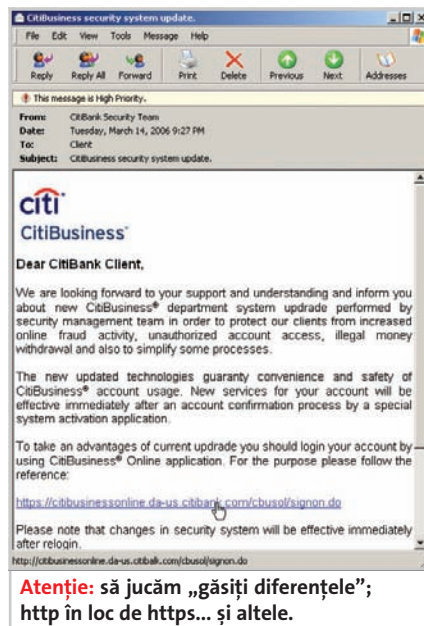 CitiBusiness security system update.
File Edit View Tools Message Help
Reply Reply All Forward Print Delete Previous Next Addresses
This message is High Priority.
From: CitiBank Security Team
Date: Tuesday, March 14, 2006 9:27 PM
To: Client
Subject: CitiBusiness security system update.
citi
CitiBusiness®
Dear CitiBank Client,
We are looking forward to your support and understanding and inform you
about new CitiBusiness® department system updrade performed by
security management team in order to protect our clients from increased
online fraud activity, unauthorized account access, illegal money
withdrawal and also to simplify some processes.
The new updated technologies guaranty convenience and safety of
CitiBusiness® account usage. New services for your account will be
effective immediately after an account confirmation process by a special
system activation application.
To take an advantages of current updrade you should login your account by
using CitiBusiness® Online application. For the purpose please follow the
reference:
https://citibusinessonline.da-us.citibank.com/cbusol/signon.do
Please note that changes in security system will be effective immediately
after relogin.
http://citibusinessonline.da-us.citibalk.com/cbusol/signon.do
Atenție: să jucăm „găsiți diferențele”;
http în loc de https... și altele.